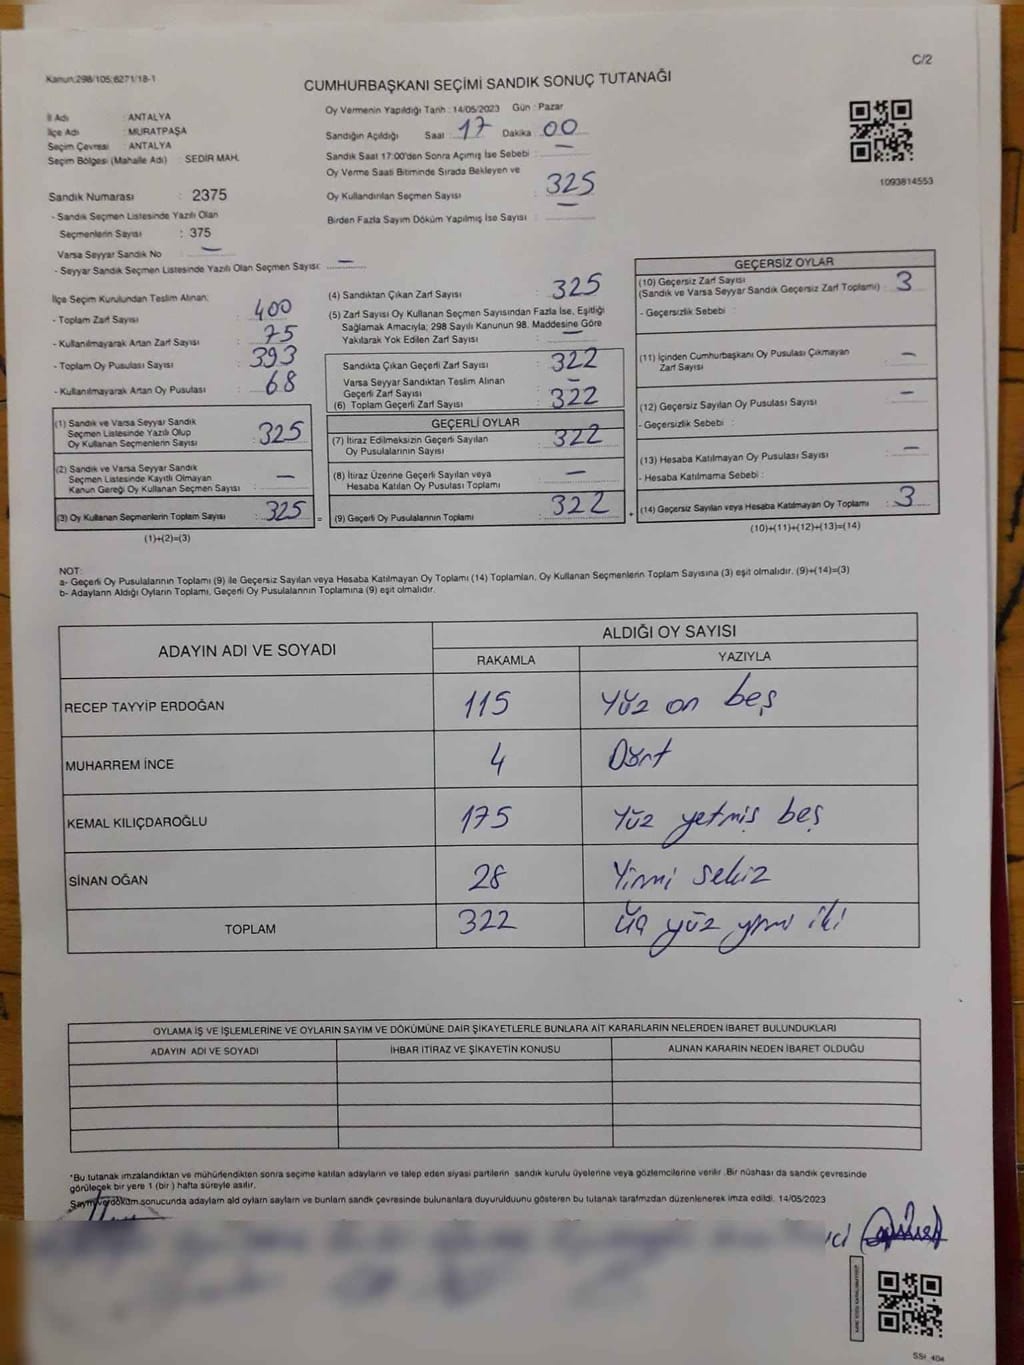 Kanun:298/105;6271/18-1
C/2
CUMHURBAŞKANI SEÇİMİ SANDIK SONUÇ TUTANAĞI
İl Adı : ANTALYA
İlçe Adı : MURATPAŞA
Seçim Çevresi : ANTALYA
Seçim Bölgesi (Mahalle Adı) : SEDİR MAH.
Sandık Numarası : 2375
- Sandık Seçmen Listesinde Yazılı Olan
Seçmenlerin Sayısı : 375
Varsa Seyyar Sandık No : —
- Seyyar Sandık Seçmen Listesinde Yazılı Olan Seçmen Sayısı: —
Oy Vermenin Yapıldığı Tarih : 14/05/2023 Gün : Pazar
Sandığın Açıldığı Saat : 17 Dakika : 00
Sandık Saat 17:00'den Sonra Açımış İse Sebebi : —
Oy Verme Saati Bitiminde Sırada Bekleyen ve
Oy Kullandırılan Seçmen Sayısı : 325
Birden Fazla Sayım Döküm Yapılmış İse Sayısı : —
1093814553
İlçe Seçim Kurulundan Teslim Alınan:
- Toplam Zarf Sayısı : 400
- Kullanılmayarak Artan Zarf Sayısı : 75
- Toplam Oy Pusulası Sayısı : 393
- Kullanılmayarak Artan Oy Pusulası : 68
(1) Sandık ve Varsa Seyyar Sandık
Seçmen Listesinde Yazılı Olup
Oy Kullanan Seçmenlerin Sayısı : 325
(2) Sandık ve Varsa Seyyar Sandık
Seçmen Listesinde Kayıtlı Olmayan
Kanun Gereği Oy Kullanan Seçmen Sayısı : —
(3) Oy Kullanan Seçmenlerin Toplam Sayısı : 325 =
(1)+(2)=(3)
(4) Sandıktan Çıkan Zarf Sayısı : 325
(5) Zarf Sayısı Oy Kullanan Seçmen Sayısından Fazla İse, Eşitliği
Sağlamak Amacıyla; 298 Sayılı Kanunun 98. Maddesine Göre
Yakılarak Yok Edilen Zarf Sayısı : —
Sandıkta Çıkan Geçerli Zarf Sayısı : 322
Varsa Seyyar Sandıktan Teslim Alınan
Geçerli Zarf Sayısı : —
(6) Toplam Geçerli Zarf Sayısı : 322
GEÇERLİ OYLAR
(7) İtiraz Edilmeksizin Geçerli Sayılan
Oy Pusulasının Sayısı : 322
(8) İtiraz Üzerine Geçerli Sayılan veya
Hesaba Katılan Oy Pusulası Toplamı : —
(9) Geçerli Oy Pusulalarının Toplamı : 322 +
GEÇERSİZ OYLAR
(10) Geçersiz Zarf Sayısı
(Sandık ve Varsa Seyyar Sandık Geçersiz Zarf Toplamı) : 3
- Geçersizlik Sebebi :
(11) İçinden Cumhurbaşkanı Oy Pusulası Çıkmayan
Zarf Sayısı : —
(12) Geçersiz Sayılan Oy Pusulası Sayısı : —
- Geçersizlik Sebebi :
(13) Hesaba Katılmayan Oy Pusulası Sayısı : —
- Hesaba Katılmama Sebebi :
(14) Geçersiz Sayılan veya Hesaba Katılmayan Oy Toplamı : 3
(10)+(11)+(12)+(13)=(14)
NOT:
a- Geçerli Oy Pusulalarının Toplamı (9) ile Geçersiz Sayılan veya Hesaba Katılmayan Oy Toplamı (14) Toplamları, Oy Kullanan Seçmenlerin Toplam Sayısına (3) eşit olmalıdır. (9)+(14)=(3)
b- Adayların Aldığı Oyların Toplamı, Geçerli Oy Pusulalarının Toplamına (9) eşit olmalıdır.
ADAYIN ADI VE SOYADI
ALDIĞI OY SAYISI
RAKAMLA YAZIYLA
RECEP TAYYİP ERDOĞAN 115 Yüz on beş
MUHARREM İNCE 4 Dört
KEMAL KILIÇDAROĞLU 175 Yüz yetmiş beş
SİNAN OĞAN 28 Yirmi sekiz
TOPLAM 322 Üç yüz yirmi iki
OYLAMA İŞ VE İŞLEMLERİNE VE OYLARIN SAYIM VE DÖKÜMÜNE DAİR ŞİKAYETLERLE BUNLARA AİT KARARLARIN NELERDEN İBARET BULUNDUKLARI
ADAYIN ADI VE SOYADI İHBAR İTİRAZ VE ŞİKAYETİN KONUSU ALINAN KARARIN NEDEN İBARET OLDUĞU
*Bu tutanak imzalandıktan ve mühürlendikten sonra seçime katılan adayların ve talep eden siyasi partilerin sandık kurulu üyelerine veya gözlemcilerine verilir .Bir nüshası da sandık çevresinde
görülecek bir yere 1 (bir ) hafta süreyle asılır.
sonucunda adayların ald oyların sayların ve bunların sandk çevresinde bulunanlara duyurulduunu gösteren bu tutanak tarafmzdan düzenlenerek imza edildi. 14/05/2023